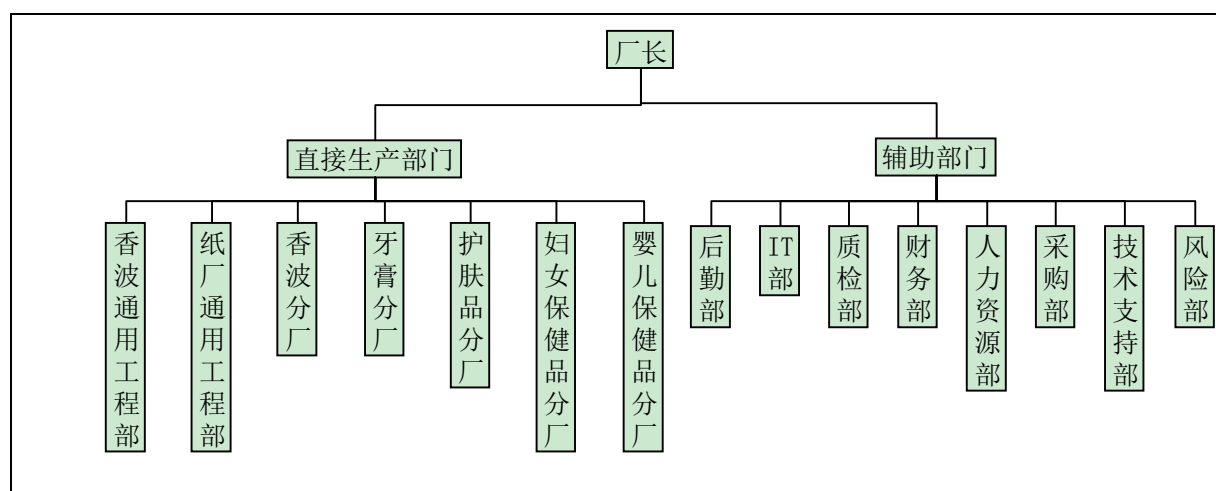 厂长
直接生产部门
辅助部门
香波通用工程部
纸厂通用工程部
香波分厂
牙膏分厂
护肤品分厂
妇女保健品分厂
婴儿保健品分厂
后勤部
IT部
质检部
财务部
人力资源部
采购部
技术支持部
风险部